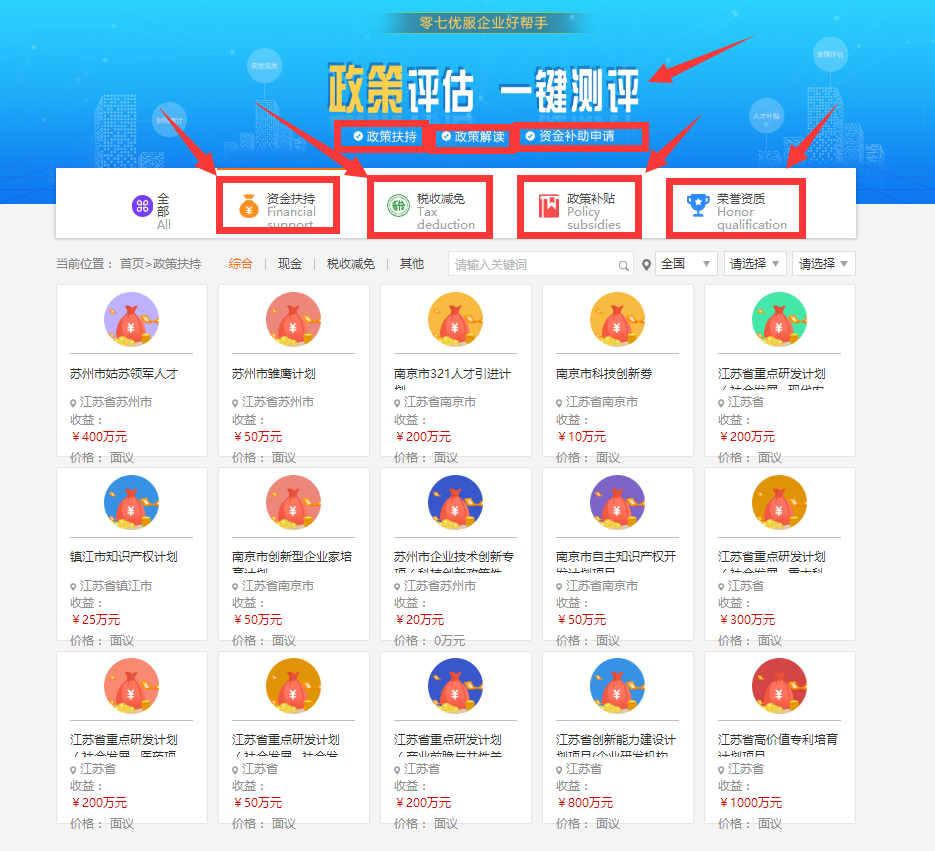 零七优服企业好帮手
荣誉资质
政策评估 一键测评
政策扶持 政策解读 资金补助申请
人才补贴
全部
All
资金扶持
Financial
support
税收减免
Tax
deduction
政策补贴
Policy
subsidies
荣誉资质
Honor
qualification
当前位置： 首页>政策扶持 综合 | 现金 | 税收减免 | 其他 请输入关键词 全国 请选择 请选择
苏州市姑苏领军人才
江苏省苏州市
收益：
￥400万元
价格： 面议
苏州市雏鹰计划
江苏省苏州市
收益：
￥50万元
价格： 面议
南京市321人才引进计
划
江苏省南京市
收益：
￥200万元
价格： 面议
南京市科技创新券
江苏省南京市
收益：
￥10万元
价格： 面议
江苏省重点研发计划
（社会发展--现代农
江苏省
收益：
￥200万元
价格： 面议
镇江市知识产权计划
江苏省镇江市
收益：
￥25万元
价格： 面议
南京市创新型企业家培
育计划
江苏省南京市
收益：
￥50万元
价格： 面议
苏州市企业技术创新专
项（科技创新政策性
江苏省苏州市
收益：
￥20万元
价格： 0万元
南京市自主知识产权开
发计划项目
江苏省南京市
收益：
￥50万元
价格： 面议
江苏省重点研发计划
（社会发展--重大科
江苏省
收益：
￥300万元
价格： 面议
江苏省重点研发计划
（社会发展--医药项
江苏省
收益：
￥200万元
价格： 面议
江苏省重点研发计划
（社会发展--社会发
江苏省
收益：
￥50万元
价格： 面议
江苏省重点研发计划
（产业前瞻与共性关
江苏省
收益：
￥200万元
价格： 面议
江苏省创新能力建设计
划项目(企业研发机构
江苏省
收益：
￥800万元
价格： 面议
江苏省高价值专利培育
计划项目
江苏省
收益：
￥1000万元
价格： 面议